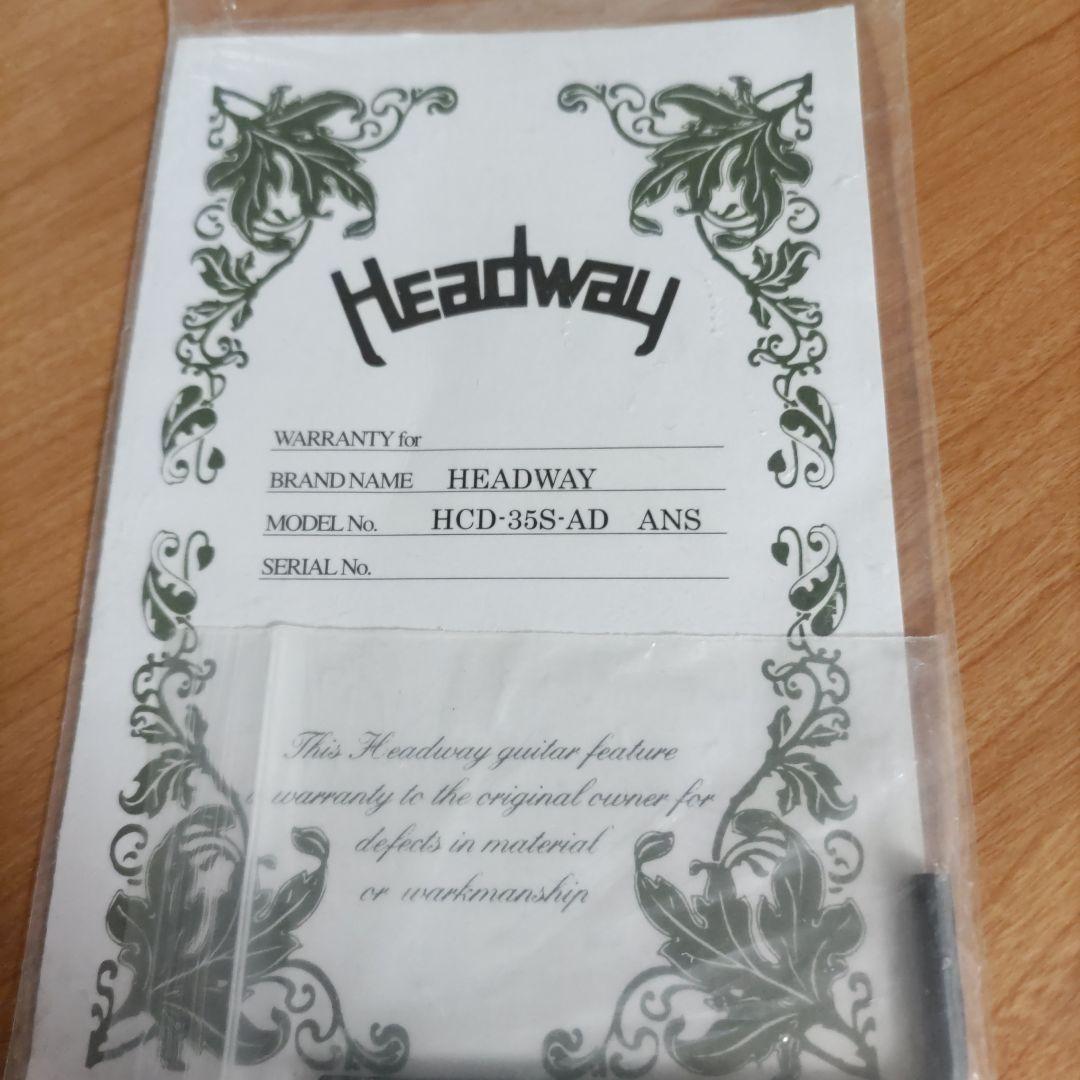 Headway
WARRANTY for
BRAND NAME HEADWAY
MODEL No. HCD-35S-AD ANS
SERIAL No.
This Headway guitar feature
a warranty to the original owner for
defects in material
or warkmanship